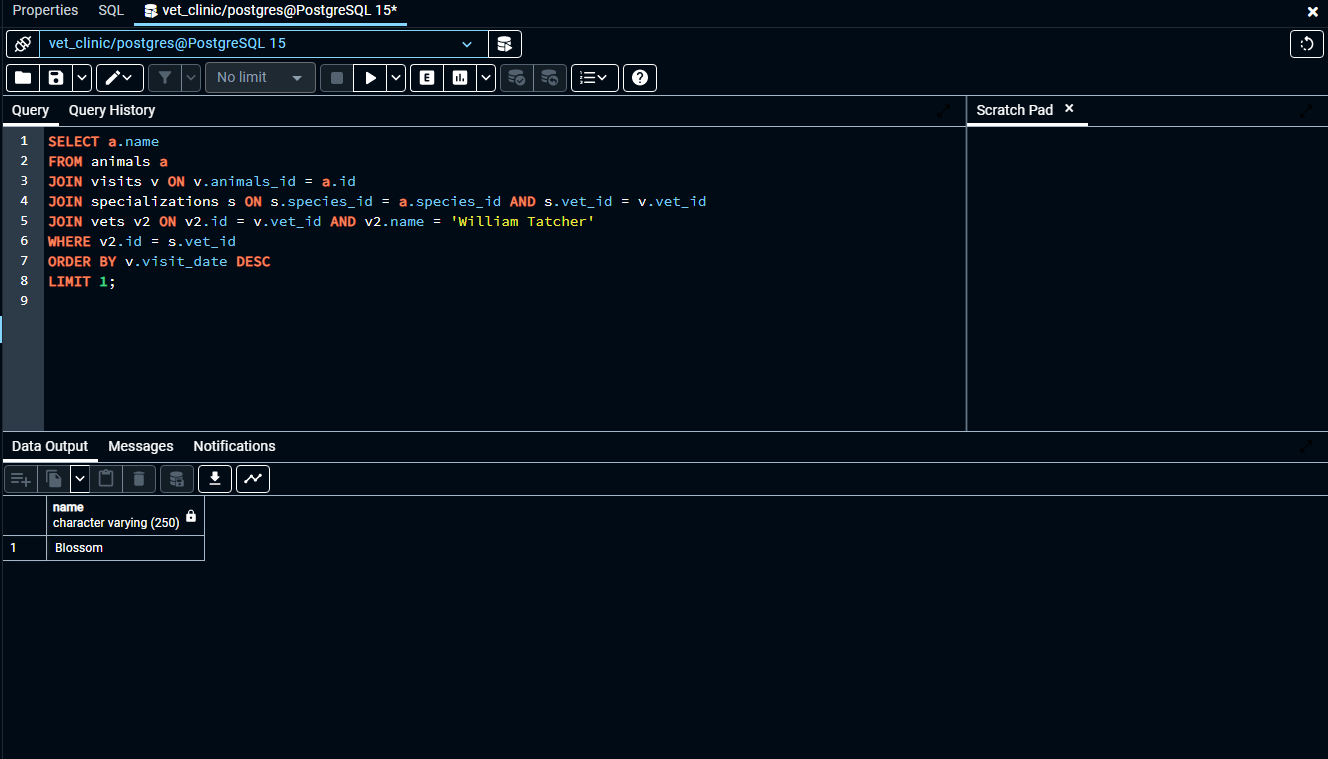 Properties SQL vet_clinic/postgres@PostgreSQL 15*
vet_clinic/postgres@PostgreSQL 15
No limit E
Query Query History Scratch Pad
1 SELECT a.name
2 FROM animals a
3 JOIN visits v ON v.animals_id = a.id
4 JOIN specializations s ON s.species_id = a.species_id AND s.vet_id = v.vet_id
5 JOIN vets v2 ON v2.id = v.vet_id AND v2.name = 'William Tatcher'
6 WHERE v2.id = s.vet_id
7 ORDER BY v.visit_date DESC
8 LIMIT 1;
9
Data Output Messages Notifications
name
character varying (250)
1 Blossom